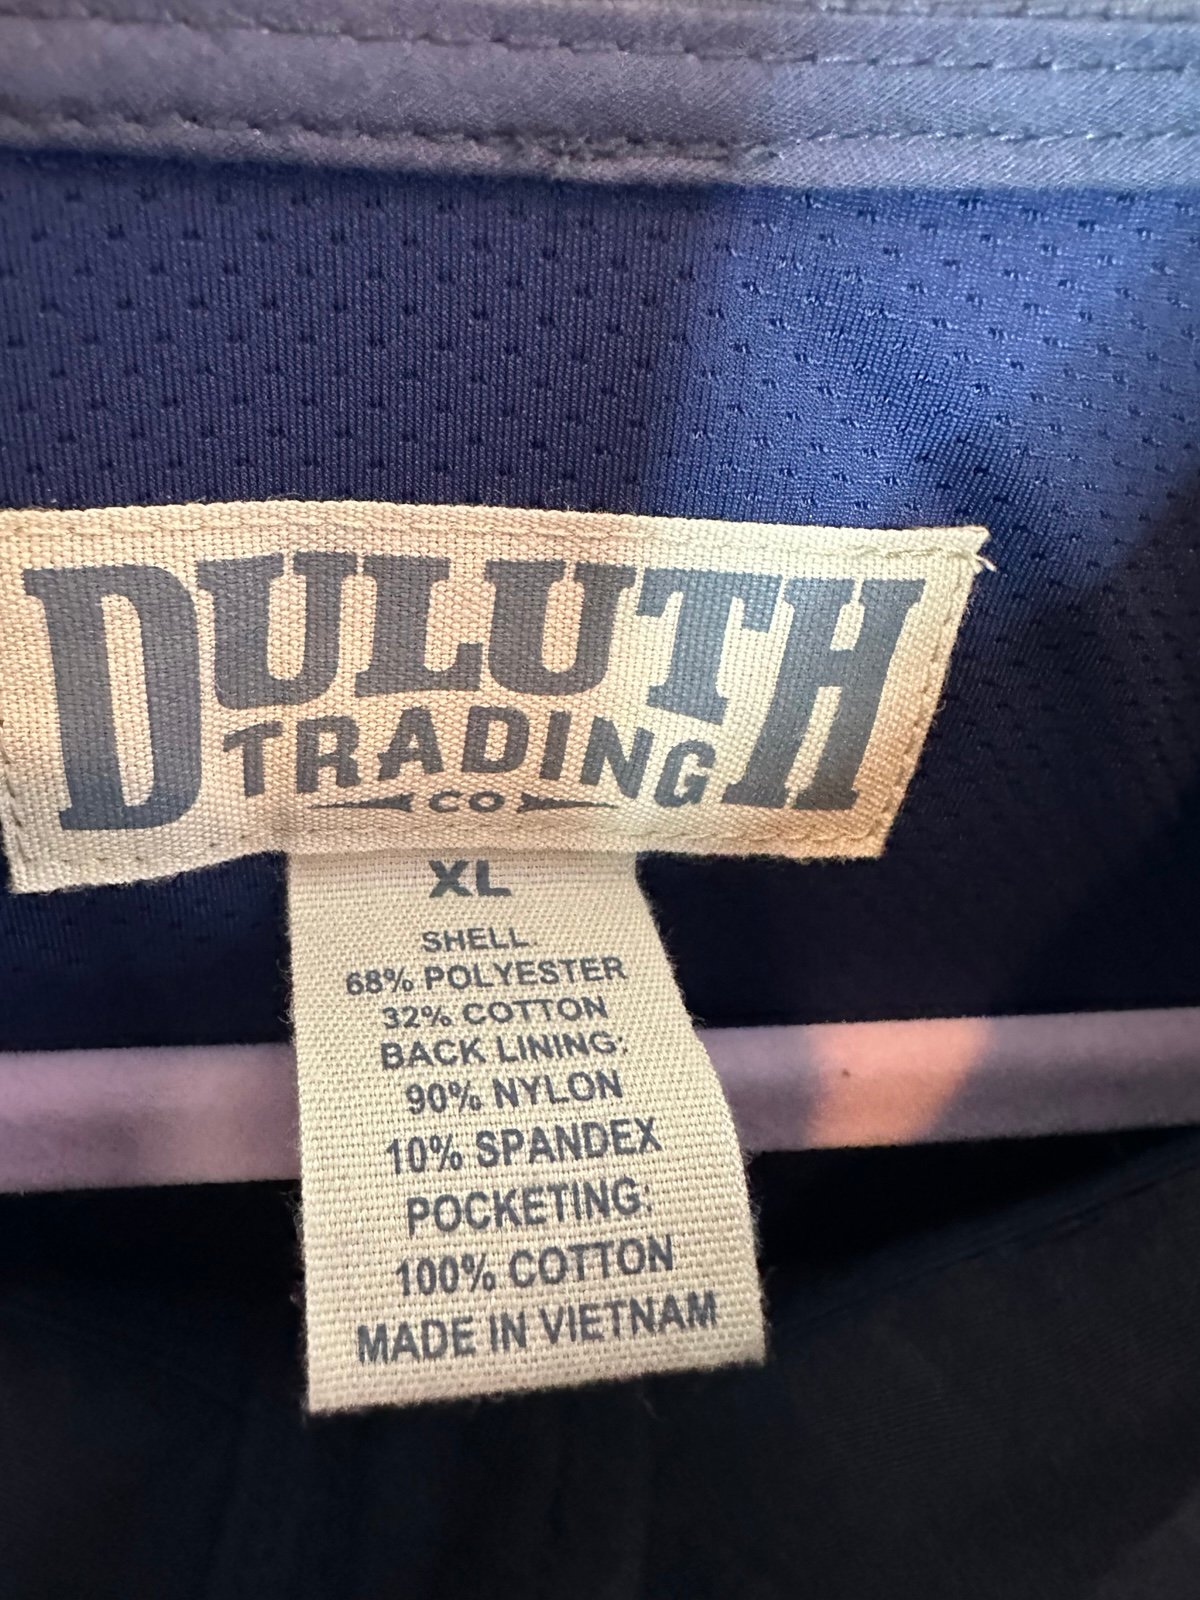 DULUTH
TRADING
CO
XL
SHELL:
68% POLYESTER
32% COTTON
BACK LINING:
90% NYLON
10% SPANDEX
POCKETING:
100% COTTON
MADE IN VIETNAM